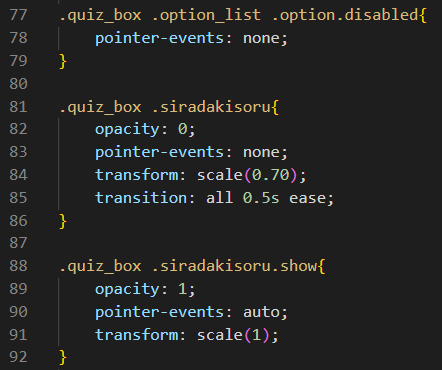 77 .quiz_box .option_list .option.disabled{
78     pointer-events: none;
79 }
80
81 .quiz_box .siradakisoru{
82     opacity: 0;
83     pointer-events: none;
84     transform: scale(0.70);
85     transition: all 0.5s ease;
86 }
87
88 .quiz_box .siradakisoru.show{
89     opacity: 1;
90     pointer-events: auto;
91     transform: scale(1);
92 }